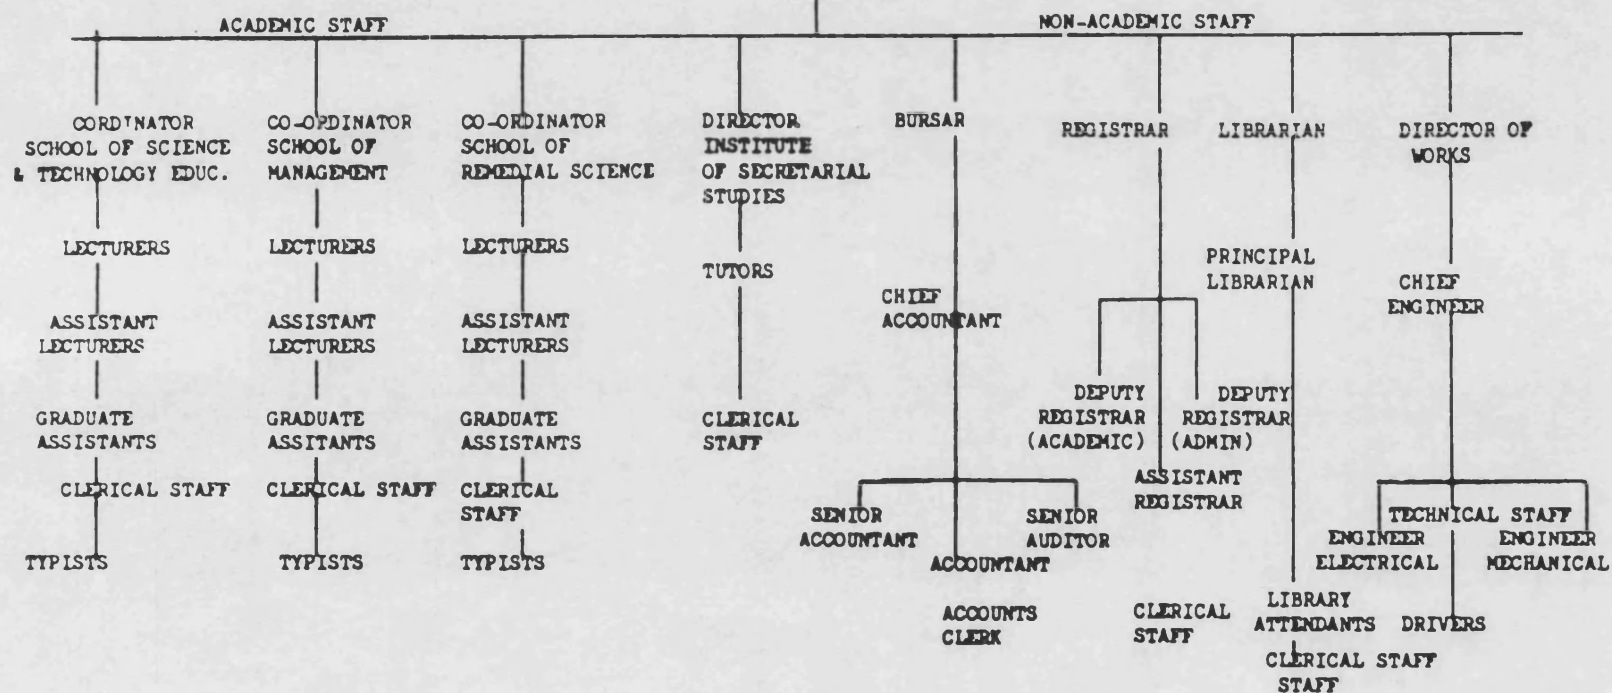 ACADEMIC STAFF
NON-ACADEMIC STAFF
CORDINATOR
SCHOOL OF SCIENCE
& TECHNOLOGY EDUC.
LECTURERS
ASSISTANT
LECTURERS
GRADUATE
ASSISTANTS
CLERICAL STAFF
TYPISTS
CO-ORDINATOR
SCHOOL OF
MANAGEMENT
LECTURERS
ASSISTANT
LECTURERS
GRADUATE
ASSITANTS
CLERICAL STAFF
TYPISTS
CO-ORDINATOR
SCHOOL OF
REMEDIAL SCIENCE
LECTURERS
ASSISTANT
LECTURERS
GRADUATE
ASSISTANTS
CLERICAL
STAFF
TYPISTS
DIRECTOR
INSTITUTE
OF SECRETARIAL
STUDIES
TUTORS
CLERICAL
STAFF
BURSAR
CHIEF
ACCOUNTANT
SENIOR
ACCOUNTANT
SENIOR
AUDITOR
ACCOUNTANT
ACCOUNTS
CLERK
REGISTRAR
DEPUTY
REGISTRAR
(ACADEMIC)
DEPUTY
REGISTRAR
(ADMIN)
ASSISTANT
REGISTRAR
CLERICAL
STAFF
LIBRARIAN
PRINCIPAL
LIBRARIAN
LIBRARY
ATTENDANTS
CLERICAL STAFF
STAFF
DIRECTOR OF
WORKS
CHIEF
ENGINEER
TECHNICAL STAFF
ENGINEER
ELECTRICAL
ENGINEER
MECHANICAL
DRIVERS